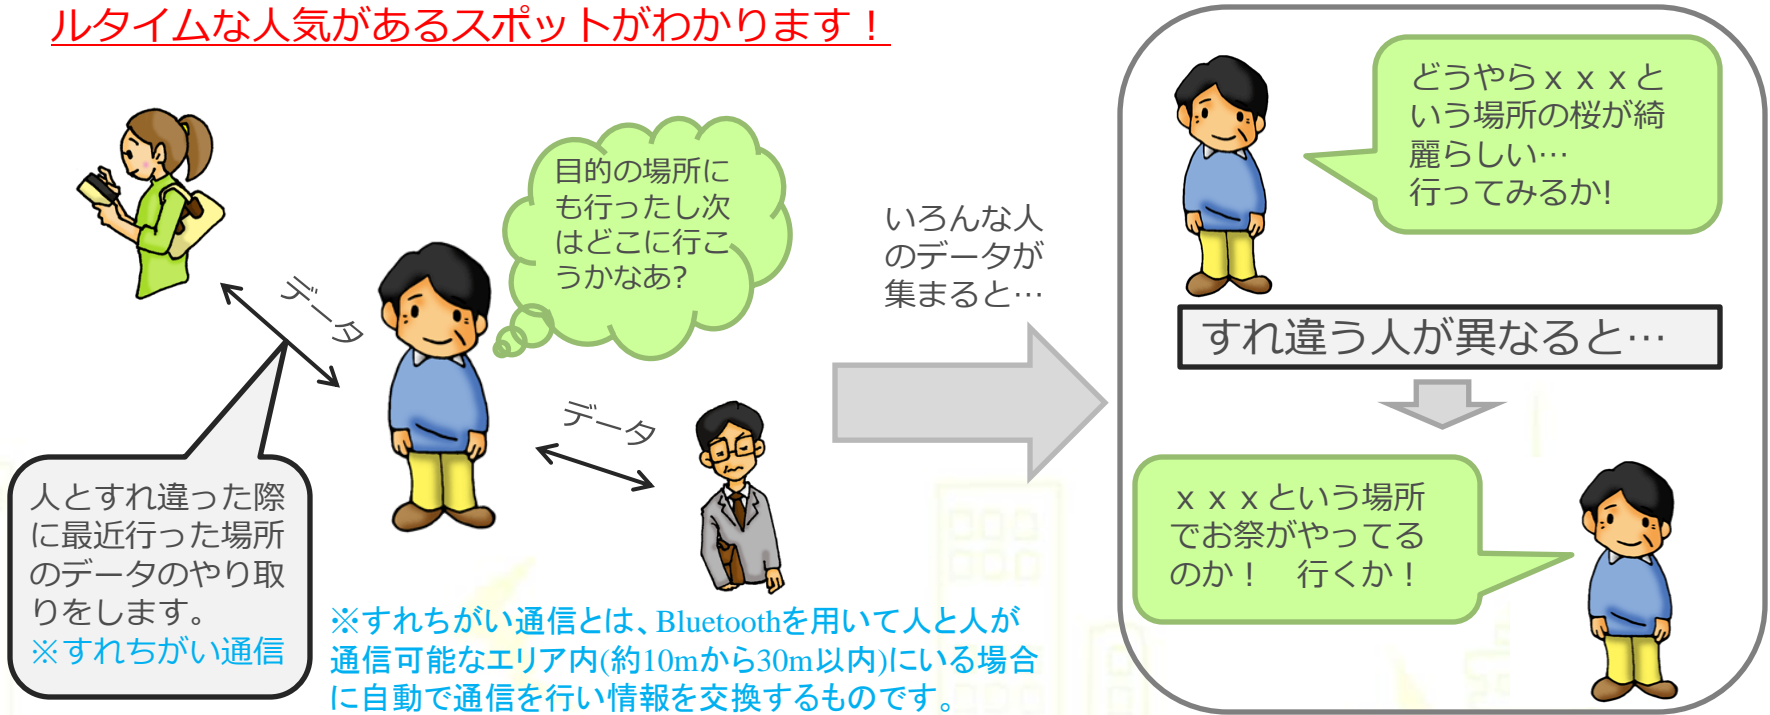 ルタイムな人気があるスポットがわかります！
目的の場所に
も行ったし次
はどこに行こ
うかなあ?
データ
データ
人とすれ違った際
に最近行った場所
のデータのやり取
りをします。
※すれちがい通信
※すれちがい通信とは、Bluetoothを用いて人と人が
通信可能なエリア内(約10mから30m以内)にいる場合
に自動で通信を行い情報を交換するものです。
いろんな人
のデータが
集まると…
どうやらｘｘｘと
いう場所の桜が綺
麗らしい…
行ってみるか!
すれ違う人が異なると…
ｘｘｘという場所
でお祭がやってる
のか！　行くか！